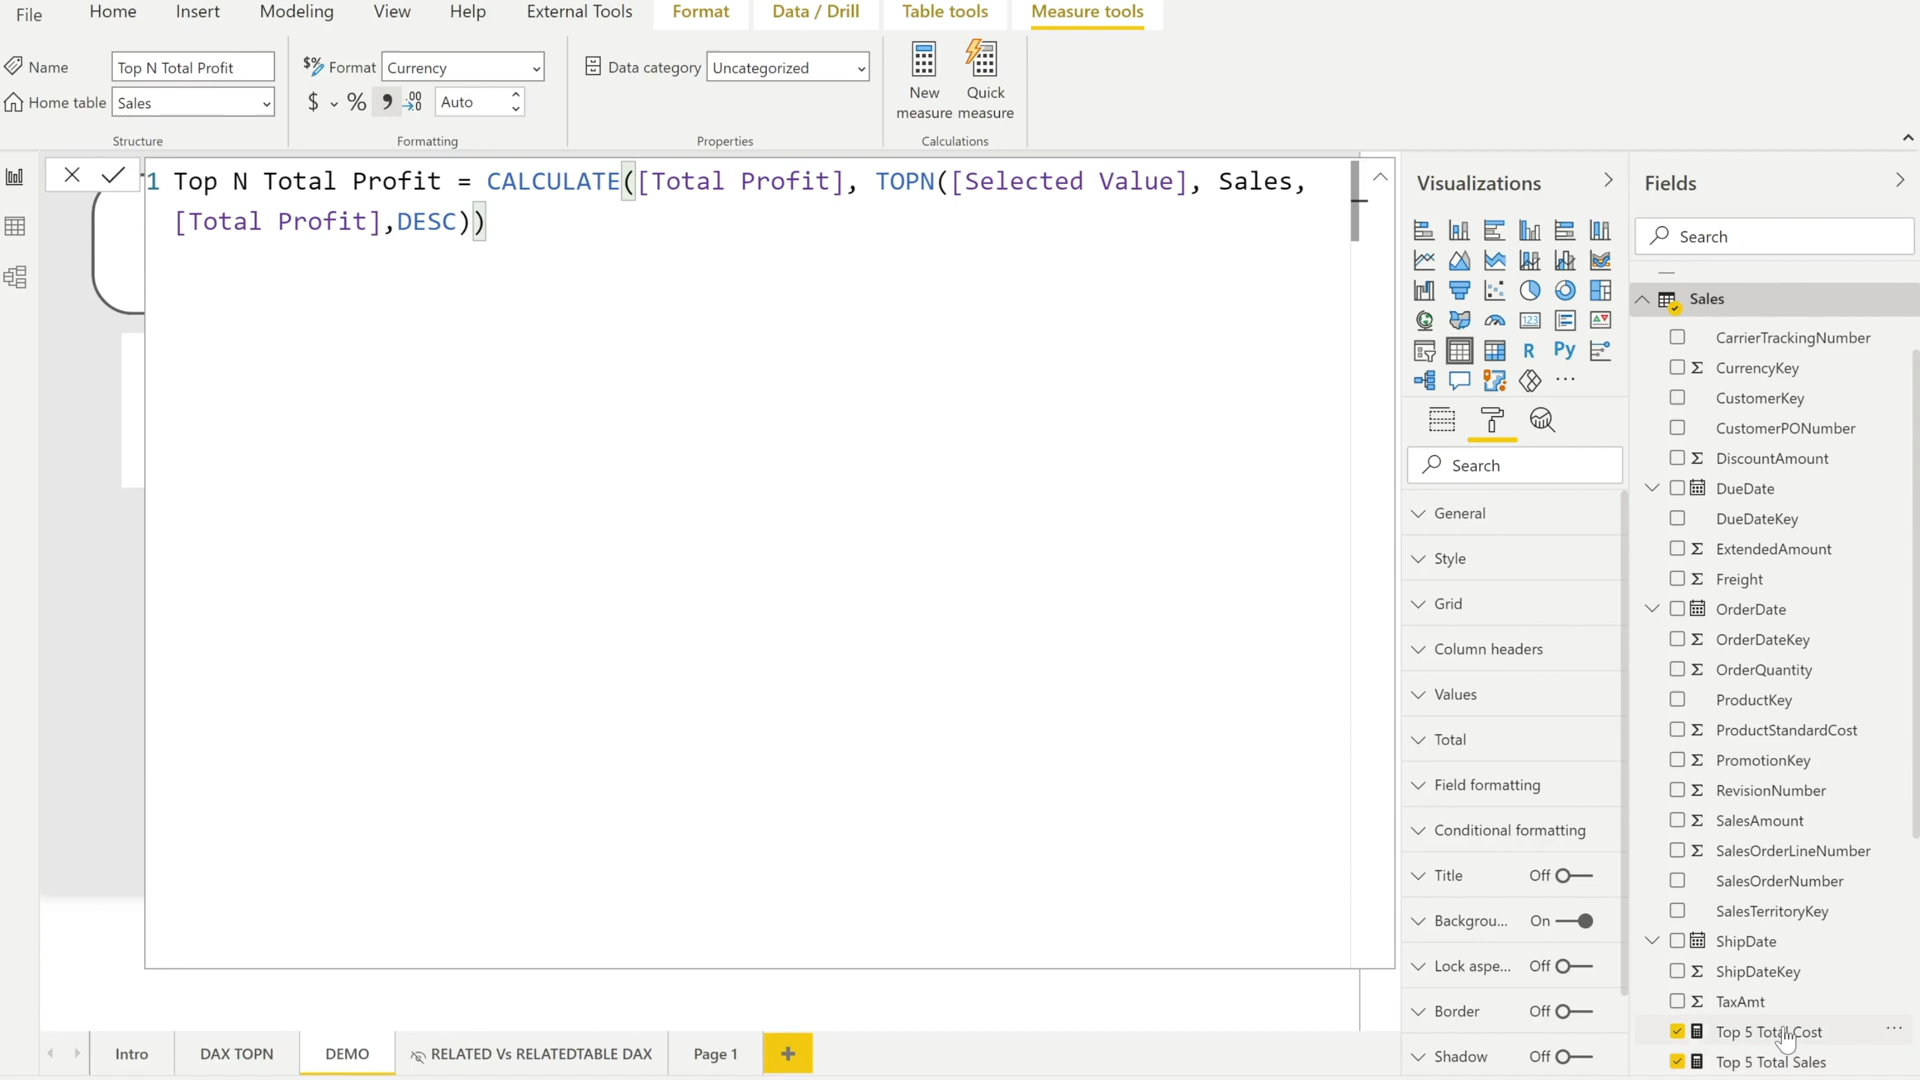 File
Home
Insert
Modeling
View
Help
External Tools
Format
Data / Drill
Table tools
Measure tools
Name
Top N Total Profit
Home table
Sales
Structure
$% Format
Currency
$ % , .00 →.0
Auto
Formatting
Data category
Uncategorized
Properties
New
measure
Quick
measure
Calculations
1 Top N Total Profit = CALCULATE([Total Profit], TOPN([Selected Value], Sales,
[Total Profit],DESC))
Visualizations
123
R
Py
...
Search
General
Style
Grid
Column headers
Values
Total
Field formatting
Conditional formatting
Title Off
Backgrou... On
Lock aspe... Off
Border Off
Shadow Off
Fields
Search
Sales
CarrierTrackingNumber
Σ CurrencyKey
CustomerKey
CustomerPONumber
Σ DiscountAmount
DueDate
DueDateKey
Σ ExtendedAmount
Σ Freight
OrderDate
Σ OrderDateKey
Σ OrderQuantity
ProductKey
Σ ProductStandardCost
Σ PromotionKey
Σ RevisionNumber
Σ SalesAmount
Σ SalesOrderLineNumber
SalesOrderNumber
SalesTerritoryKey
ShipDate
Σ ShipDateKey
Σ TaxAmt
Top 5 Total Cost ...
Top 5 Total Sales
Intro
DAX TOPN
DEMO
RELATED Vs RELATEDTABLE DAX
Page 1
+